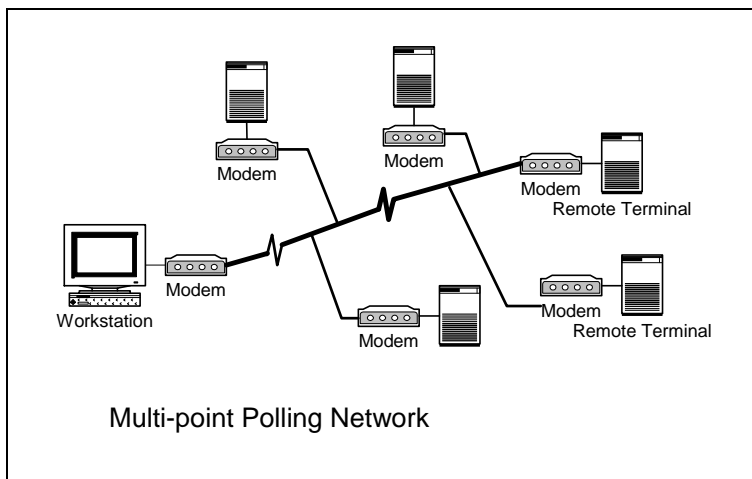 Modem
Modem
Modem
Remote Terminal
Modem
Workstation
Modem
Modem
Remote Terminal
Multi-point Polling Network